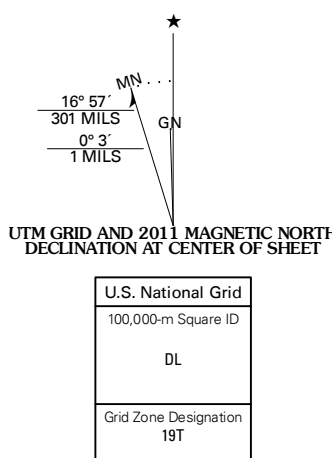 ★
MN
16° 57´
301 MILS
GN
0° 3´
1 MILS
UTM GRID AND 2011 MAGNETIC NORTH
DECLINATION AT CENTER OF SHEET
U.S. National Grid
100,000-m Square ID
DL
Grid Zone Designation
19T